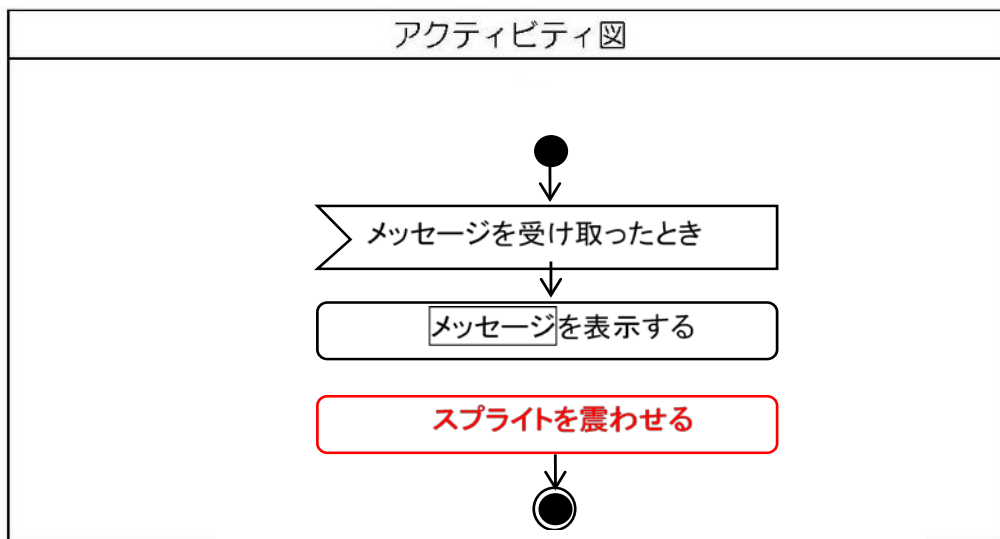 アクティビティ図
メッセージを受け取ったとき
メッセージを表示する
スプライトを震わせる